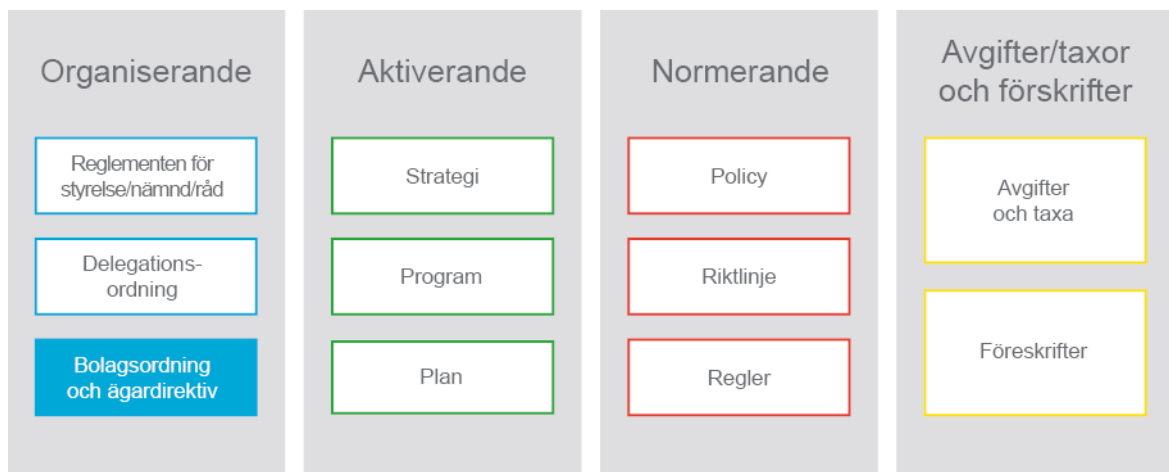 Organiserande
Reglementen för
styrelse/nämnd/råd
Delegations-
ordning
Bolagsordning
och ägardirektiv
Aktiverande
Strategi
Program
Plan
Normerande
Policy
Riktlinje
Regler
Avgifter/taxor
och förskrifter
Avgifter
och taxa
Föreskrifter